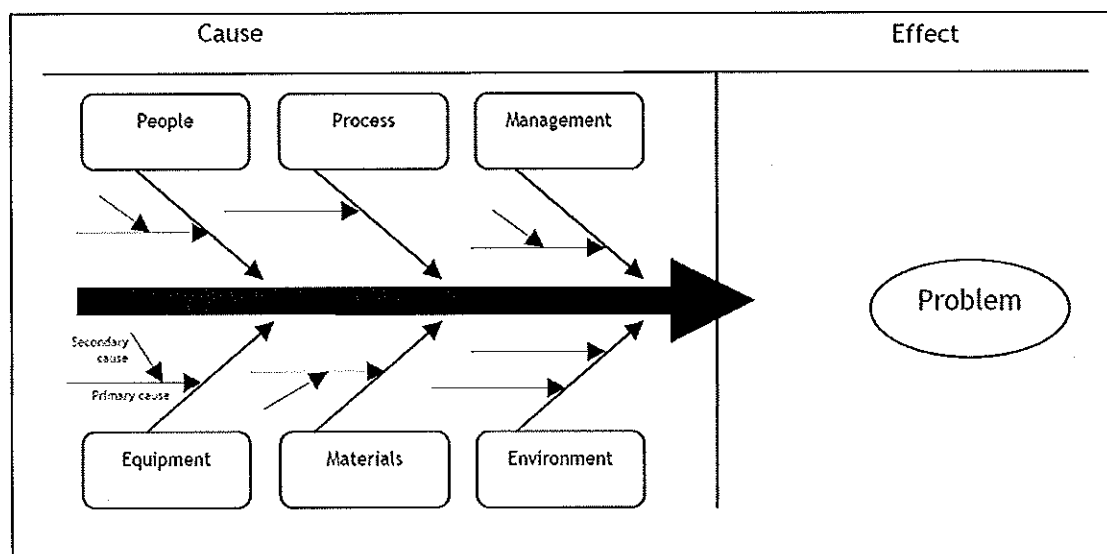 Cause
Effect
People
Process
Management
Problem
Secondary
cause
Primary cause
Equipment
Materials
Environment